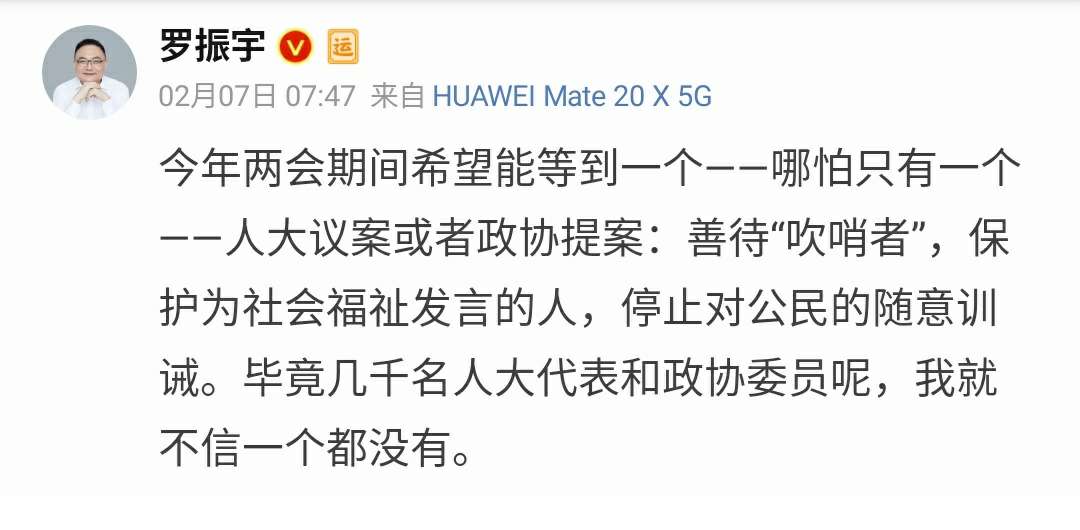 罗振宇 V 运
02月07日 07:47 来自 HUAWEI Mate 20 X 5G
今年两会期间希望能等到一个——哪怕只有一个
——人大议案或者政协提案：善待“吹哨者”，保
护为社会福祉发言的人，停止对公民的随意训
诫。毕竟几千名人大代表和政协委员呢，我就
不信一个都没有。